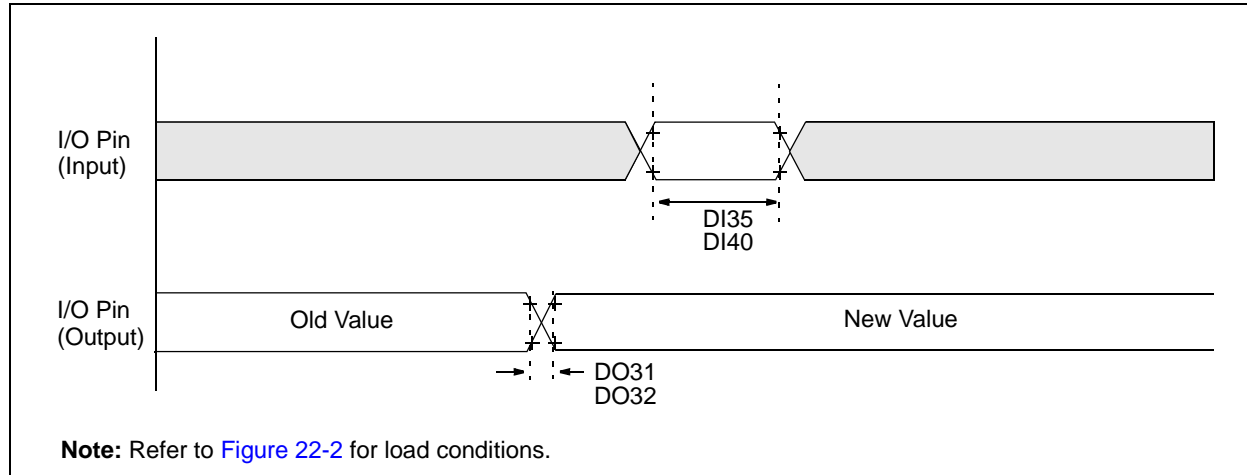 I/O Pin
(Input)
DI35
DI40
I/O Pin
(Output)
Old Value
New Value
DO31
DO32
Note: Refer to Figure 22-2 for load conditions.